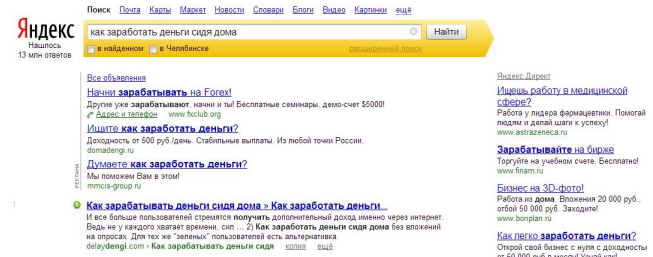 Поиск Почта Карты Маркет Новости Словари Блоги Видео Картинки ещё
Яндекс
Нашлось
13 млн ответов
как заработать деньги сидя дома
Найти
в найденном в Челябинске расширенный поиск
Все объявления
Начни зарабатывать на Forex!
Другие уже зарабатывают, начни и ты! Бесплатные семинары, демо-счет $5000!
Адрес и телефон www.fxclub.org
Ищите как заработать деньги?
Доходность от 500 руб./день. Стабильные выплаты. Из любой точки России.
domadengi.ru
Думаете как заработать деньги?
Мы поможем Вам в этом!
mmcis-group.ru
РЕКЛАМА
1
Как зарабатывать деньги сидя дома » Как заработать деньги...
И все больше пользователей стремятся получить дополнительный доход именно через интернет.
Ведь не у каждого хватает времени, сил ... 2) Как заработать деньги сидя дома без вложений
на опросах. Для тех же "зеленых" пользователей есть альтернатива.
delaydengi.com › Как зарабатывать деньги сидя копия ещё
Яндекс.Директ
Ищешь работу в медицинской
сфере?
Работа у лидера фармацевтики. Помогай
людям и делай шаги к успеху!
www.astrazeneca.ru
Зарабатывайте на бирже
Торгуйте на учебном счете. Бесплатно!
www.finam.ru
Бизнес на 3D-фото!
Работа из дома. Вложения 20 000 руб.,
отбой 50 000 руб. Заходите!
www.bonplan.ru
Как легко заработать деньги?
Открой свой бизнес с нуля с доходностью